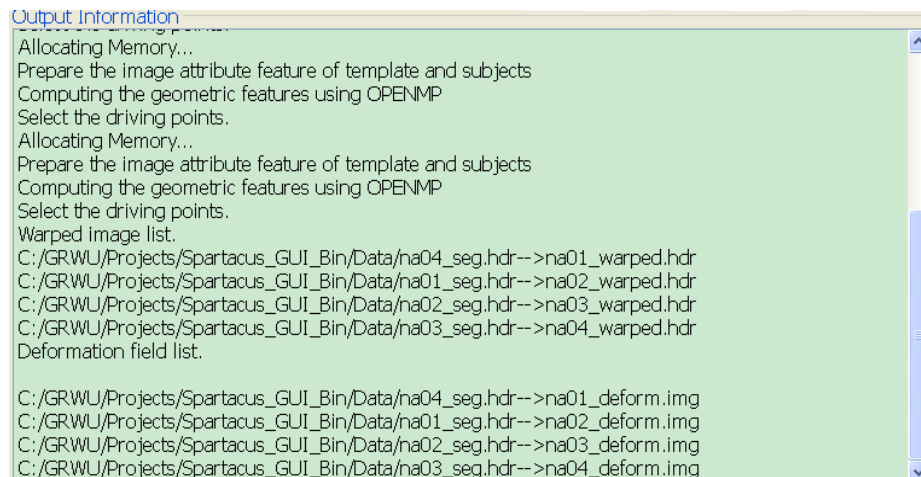 Output Information
Select the driving points.
Allocating Memory...
Prepare the image attribute feature of template and subjects
Computing the geometric features using OPENMP
Select the driving points.
Allocating Memory...
Prepare the image attribute feature of template and subjects
Computing the geometric features using OPENMP
Select the driving points.
Warped image list.
C:/GRWU/Projects/Spartacus_GUI_Bin/Data/na04_seg.hdr-->na01_warped.hdr
C:/GRWU/Projects/Spartacus_GUI_Bin/Data/na01_seg.hdr-->na02_warped.hdr
C:/GRWU/Projects/Spartacus_GUI_Bin/Data/na02_seg.hdr-->na03_warped.hdr
C:/GRWU/Projects/Spartacus_GUI_Bin/Data/na03_seg.hdr-->na04_warped.hdr
Deformation field list.
C:/GRWU/Projects/Spartacus_GUI_Bin/Data/na04_seg.hdr-->na01_deform.img
C:/GRWU/Projects/Spartacus_GUI_Bin/Data/na01_seg.hdr-->na02_deform.img
C:/GRWU/Projects/Spartacus_GUI_Bin/Data/na02_seg.hdr-->na03_deform.img
C:/GRWU/Projects/Spartacus_GUI_Bin/Data/na03_seg.hdr-->na04_deform.img